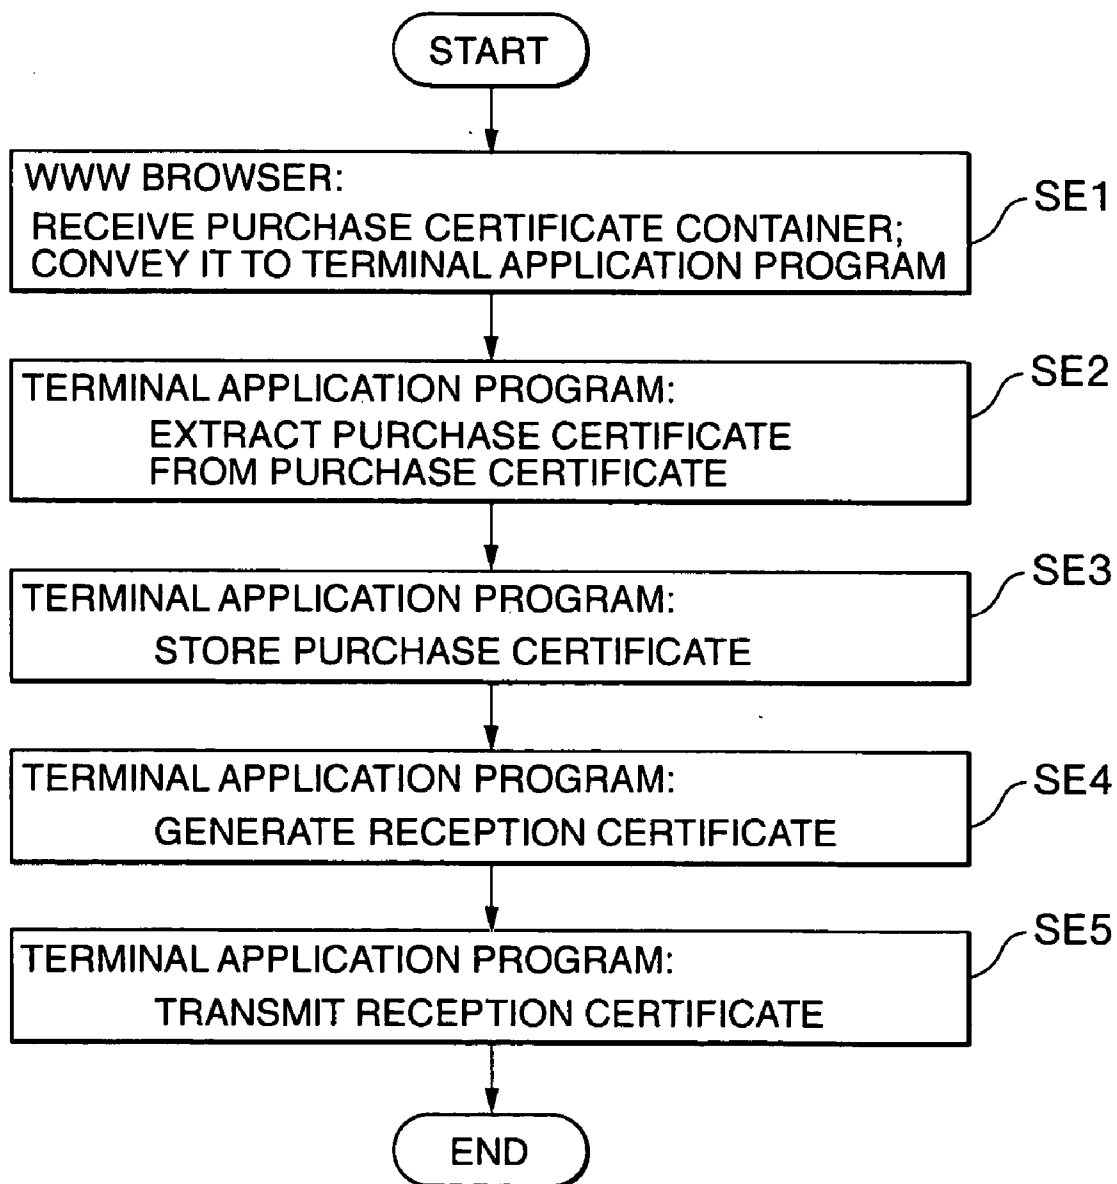 START
WWW BROWSER:
RECEIVE PURCHASE CERTIFICATE CONTAINER;
CONVEY IT TO TERMINAL APPLICATION PROGRAM
SE1
TERMINAL APPLICATION PROGRAM:
EXTRACT PURCHASE CERTIFICATE
FROM PURCHASE CERTIFICATE
SE2
TERMINAL APPLICATION PROGRAM:
STORE PURCHASE CERTIFICATE
SE3
TERMINAL APPLICATION PROGRAM:
GENERATE RECEPTION CERTIFICATE
SE4
TERMINAL APPLICATION PROGRAM:
TRANSMIT RECEPTION CERTIFICATE
SE5
END